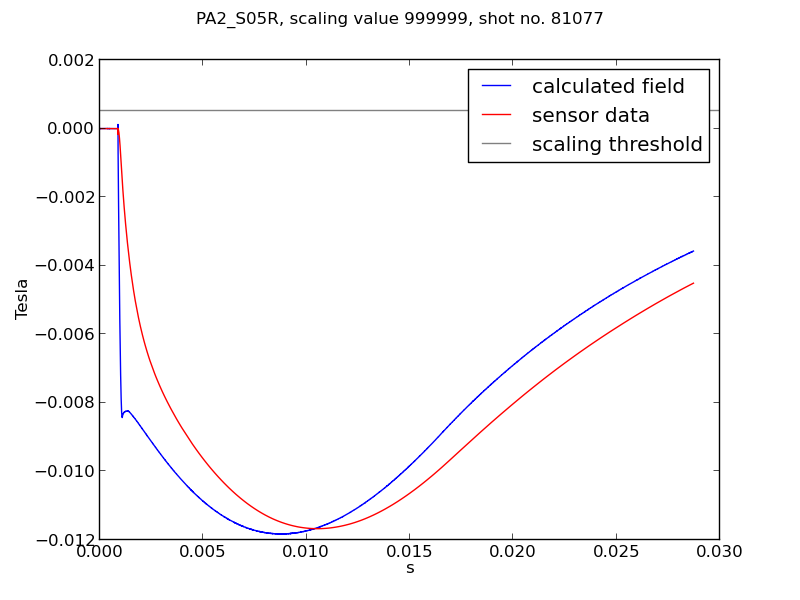 PA2_S05R, scaling value 999999, shot no. 81077
calculated field
sensor data
scaling threshold
Tesla
0.002
0.000
−0.002
−0.004
−0.006
−0.008
−0.010
−0.012
0.000 0.005 0.010 0.015 0.020 0.025 0.030
s